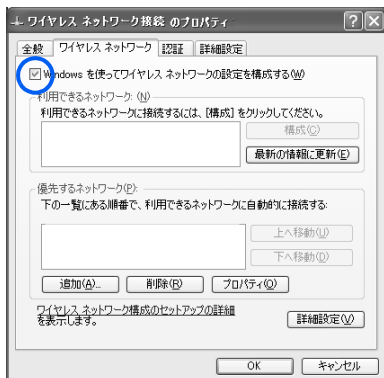 ワイヤレス ネットワーク接続 のプロパティ
全般 ワイヤレス ネットワーク 認証 詳細設定
Windows を使ってワイヤレス ネットワークの設定を構成する(W)
利用できるネットワーク: (N)
利用できるネットワークに接続するには、[構成] をクリックしてください。
構成(C)
最新の情報に更新(E)
優先するネットワーク(P):
下の一覧にある順番で、利用できるネットワークに自動的に接続する:
上へ移動(U)
下へ移動(D)
追加(A)... 削除(R) プロパティ(O)
ワイヤレス ネットワーク構成のセットアップの詳細
を表示します。
詳細設定(V)
OK キャンセル